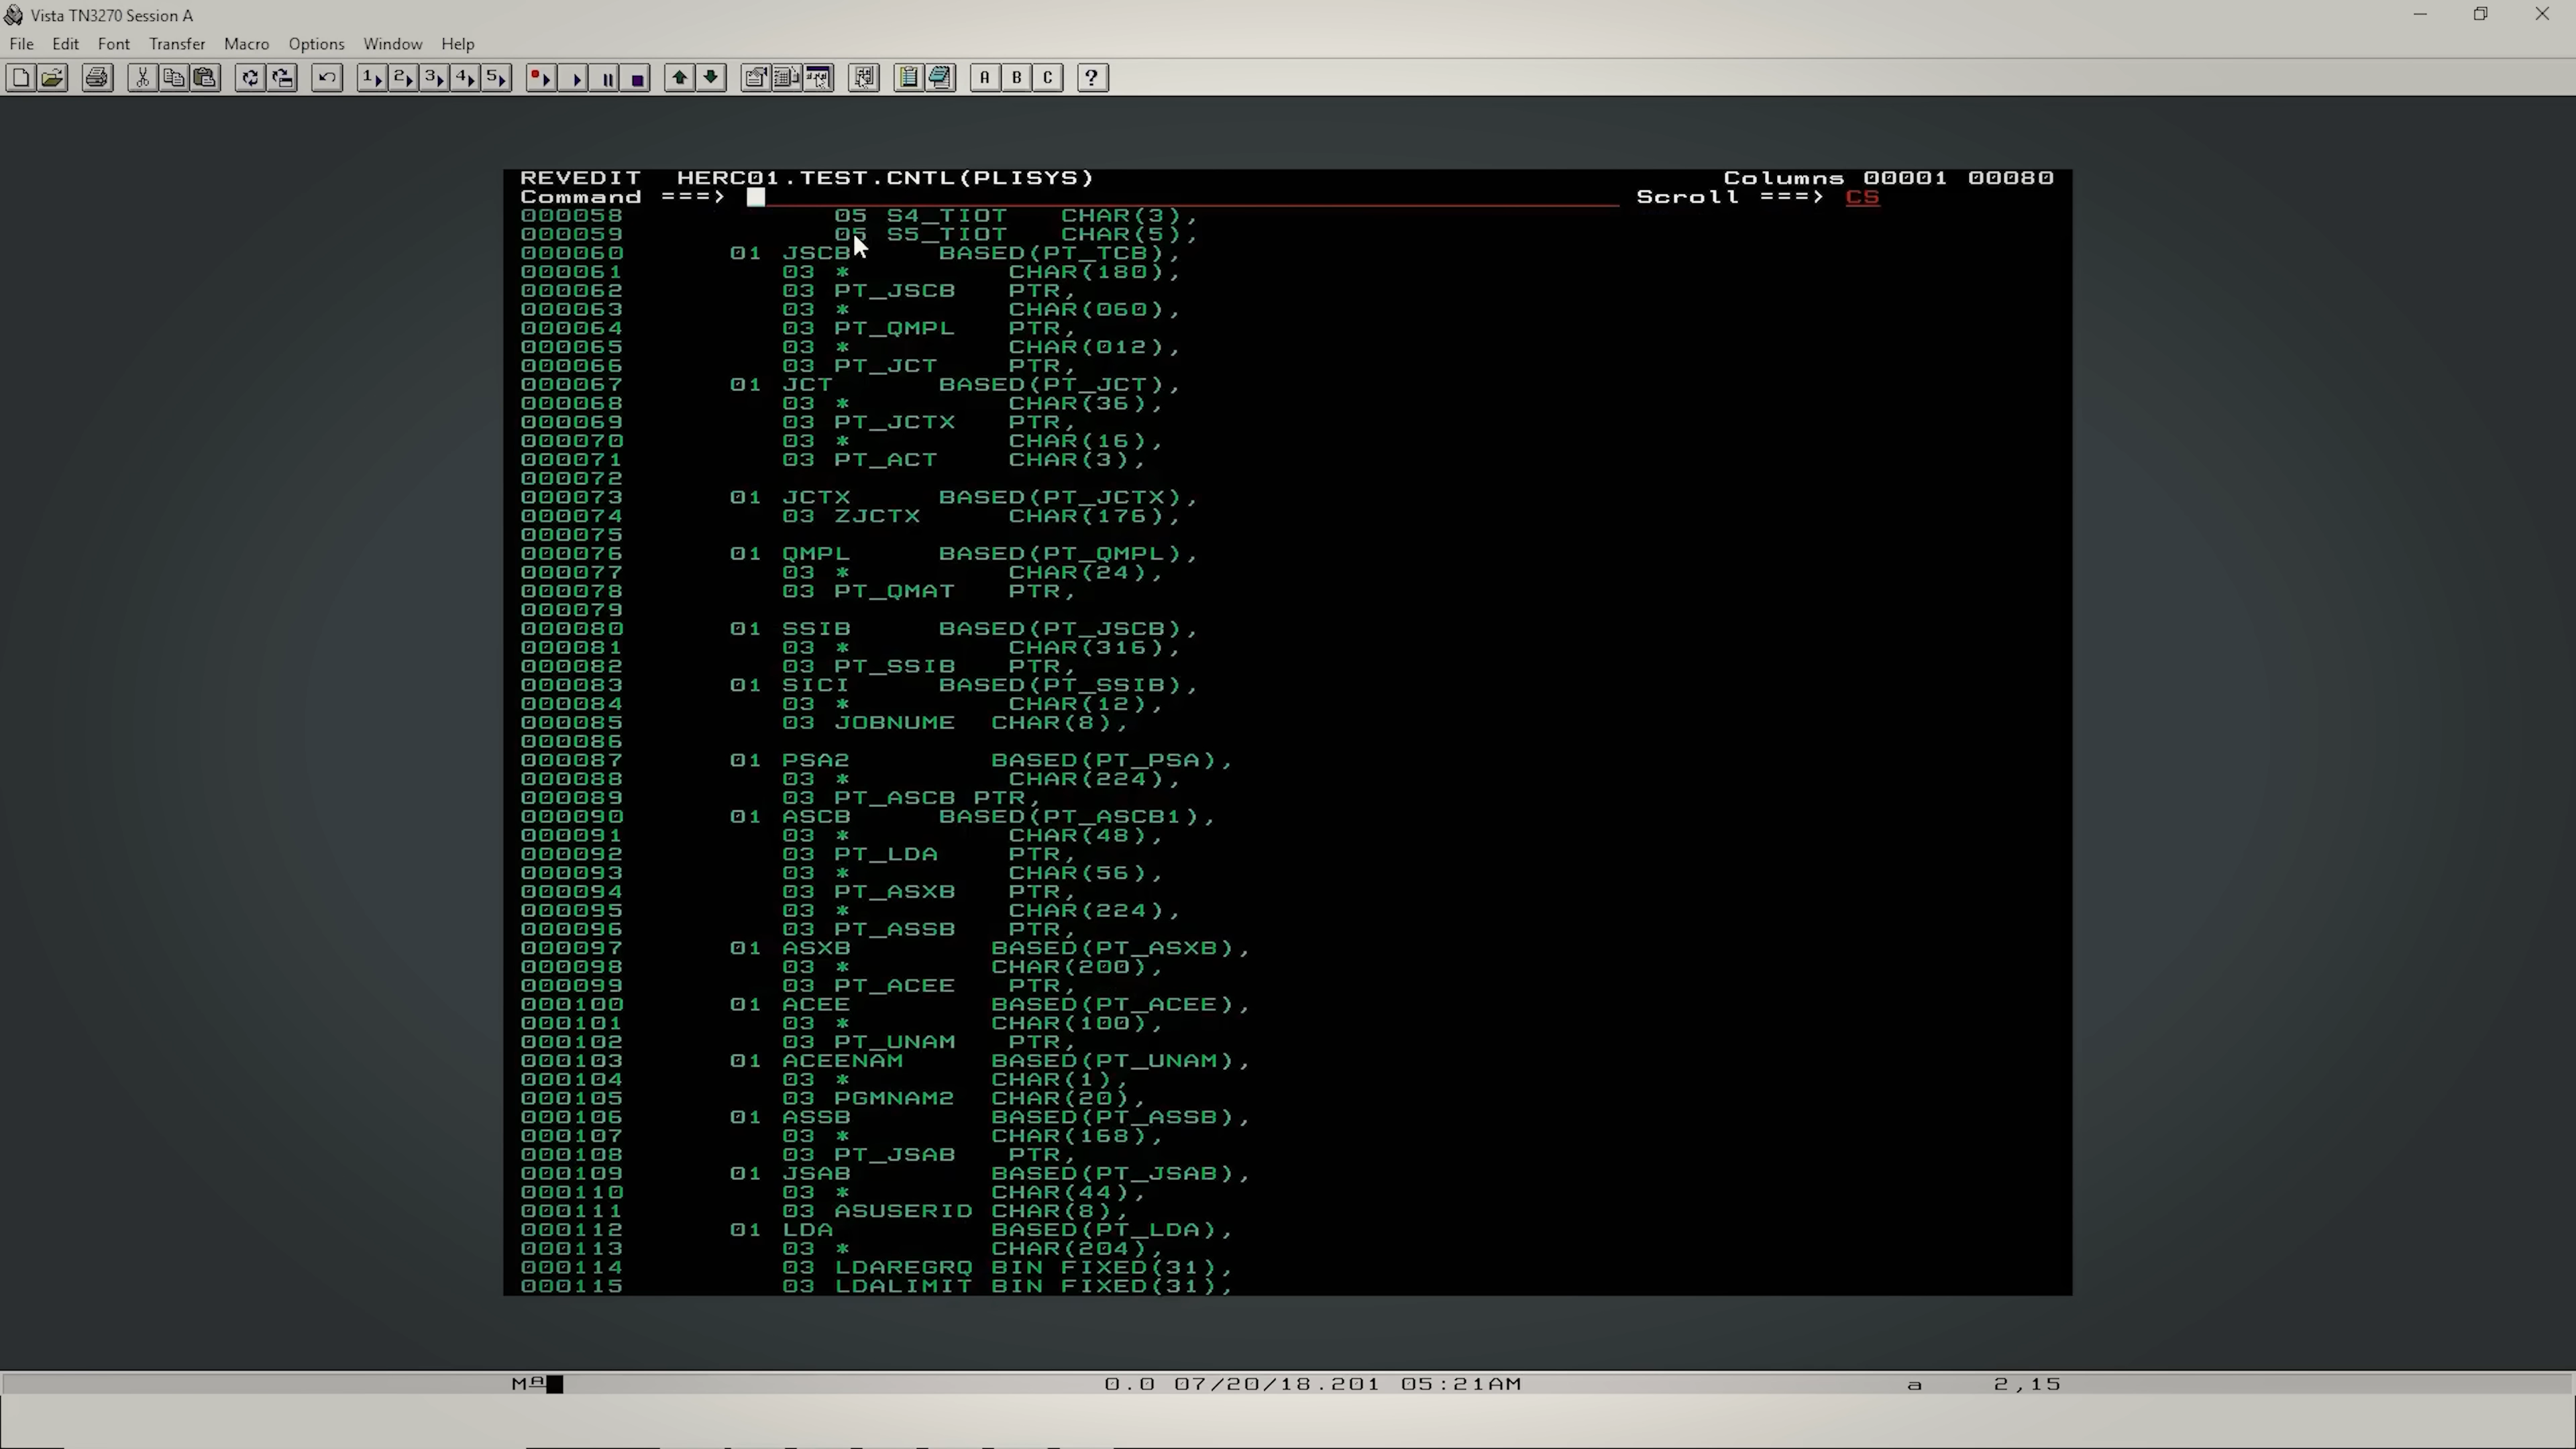 Vista TN3270 Session A
File Edit Font Transfer Macro Options Window Help
1 2 3 4 5 A B C ?
REVEDIT HERC01.TEST.CNTL(PLISYS) Columns 00001 00080
Command ===> Scroll ===> CS
000058 05 S4_TIOT CHAR(3),
000059 05 S5_TIOT CHAR(5),
000060 01 JSCB BASED(PT_TCB),
000061 03 * CHAR(180),
000062 03 PT_JSCB PTR,
000063 03 * CHAR(060),
000064 03 PT_QMPL PTR,
000065 03 * CHAR(012),
000066 03 PT_JCT PTR,
000067 01 JCT BASED(PT_JCT),
000068 03 * CHAR(36),
000069 03 PT_JCTX PTR,
000070 03 * CHAR(16),
000071 03 PT_ACT CHAR(3),
000072
000073 01 JCTX BASED(PT_JCTX),
000074 03 ZJCTX CHAR(176),
000075
000076 01 QMPL BASED(PT_QMPL),
000077 03 * CHAR(24),
000078 03 PT_QMAT PTR,
000079
000080 01 SSIB BASED(PT_JSCB),
000081 03 * CHAR(316),
000082 03 PT_SSIB PTR,
000083 01 SICI BASED(PT_SSIB),
000084 03 * CHAR(12),
000085 03 JOBNUME CHAR(8),
000086
000087 01 PSA2 BASED(PT_PSA),
000088 03 * CHAR(224),
000089 03 PT_ASCB PTR,
000090 01 ASCB BASED(PT_ASCB1),
000091 03 * CHAR(48),
000092 03 PT_LDA PTR,
000093 03 * CHAR(56),
000094 03 PT_ASXB PTR,
000095 03 * CHAR(224),
000096 03 PT_ASSB PTR,
000097 01 ASXB BASED(PT_ASXB),
000098 03 * CHAR(200),
000099 03 PT_ACEE PTR,
000100 01 ACEE BASED(PT_ACEE),
000101 03 * CHAR(100),
000102 03 PT_UNAM PTR,
000103 01 ACEENAM BASED(PT_UNAM),
000104 03 * CHAR(1),
000105 03 PGMNAM2 CHAR(20),
000106 01 ASSB BASED(PT_ASSB),
000107 03 * CHAR(168),
000108 03 PT_JSAB PTR,
000109 01 JSAB BASED(PT_JSAB),
000110 03 * CHAR(44),
000111 03 ASUSERID CHAR(8),
000112 01 LDA BASED(PT_LDA),
000113 03 * CHAR(204),
000114 03 LDAREGRQ BIN FIXED(31),
000115 03 LDALIMIT BIN FIXED(31),
MA 0.0 07/20/18.201 05:21AM a 2,15